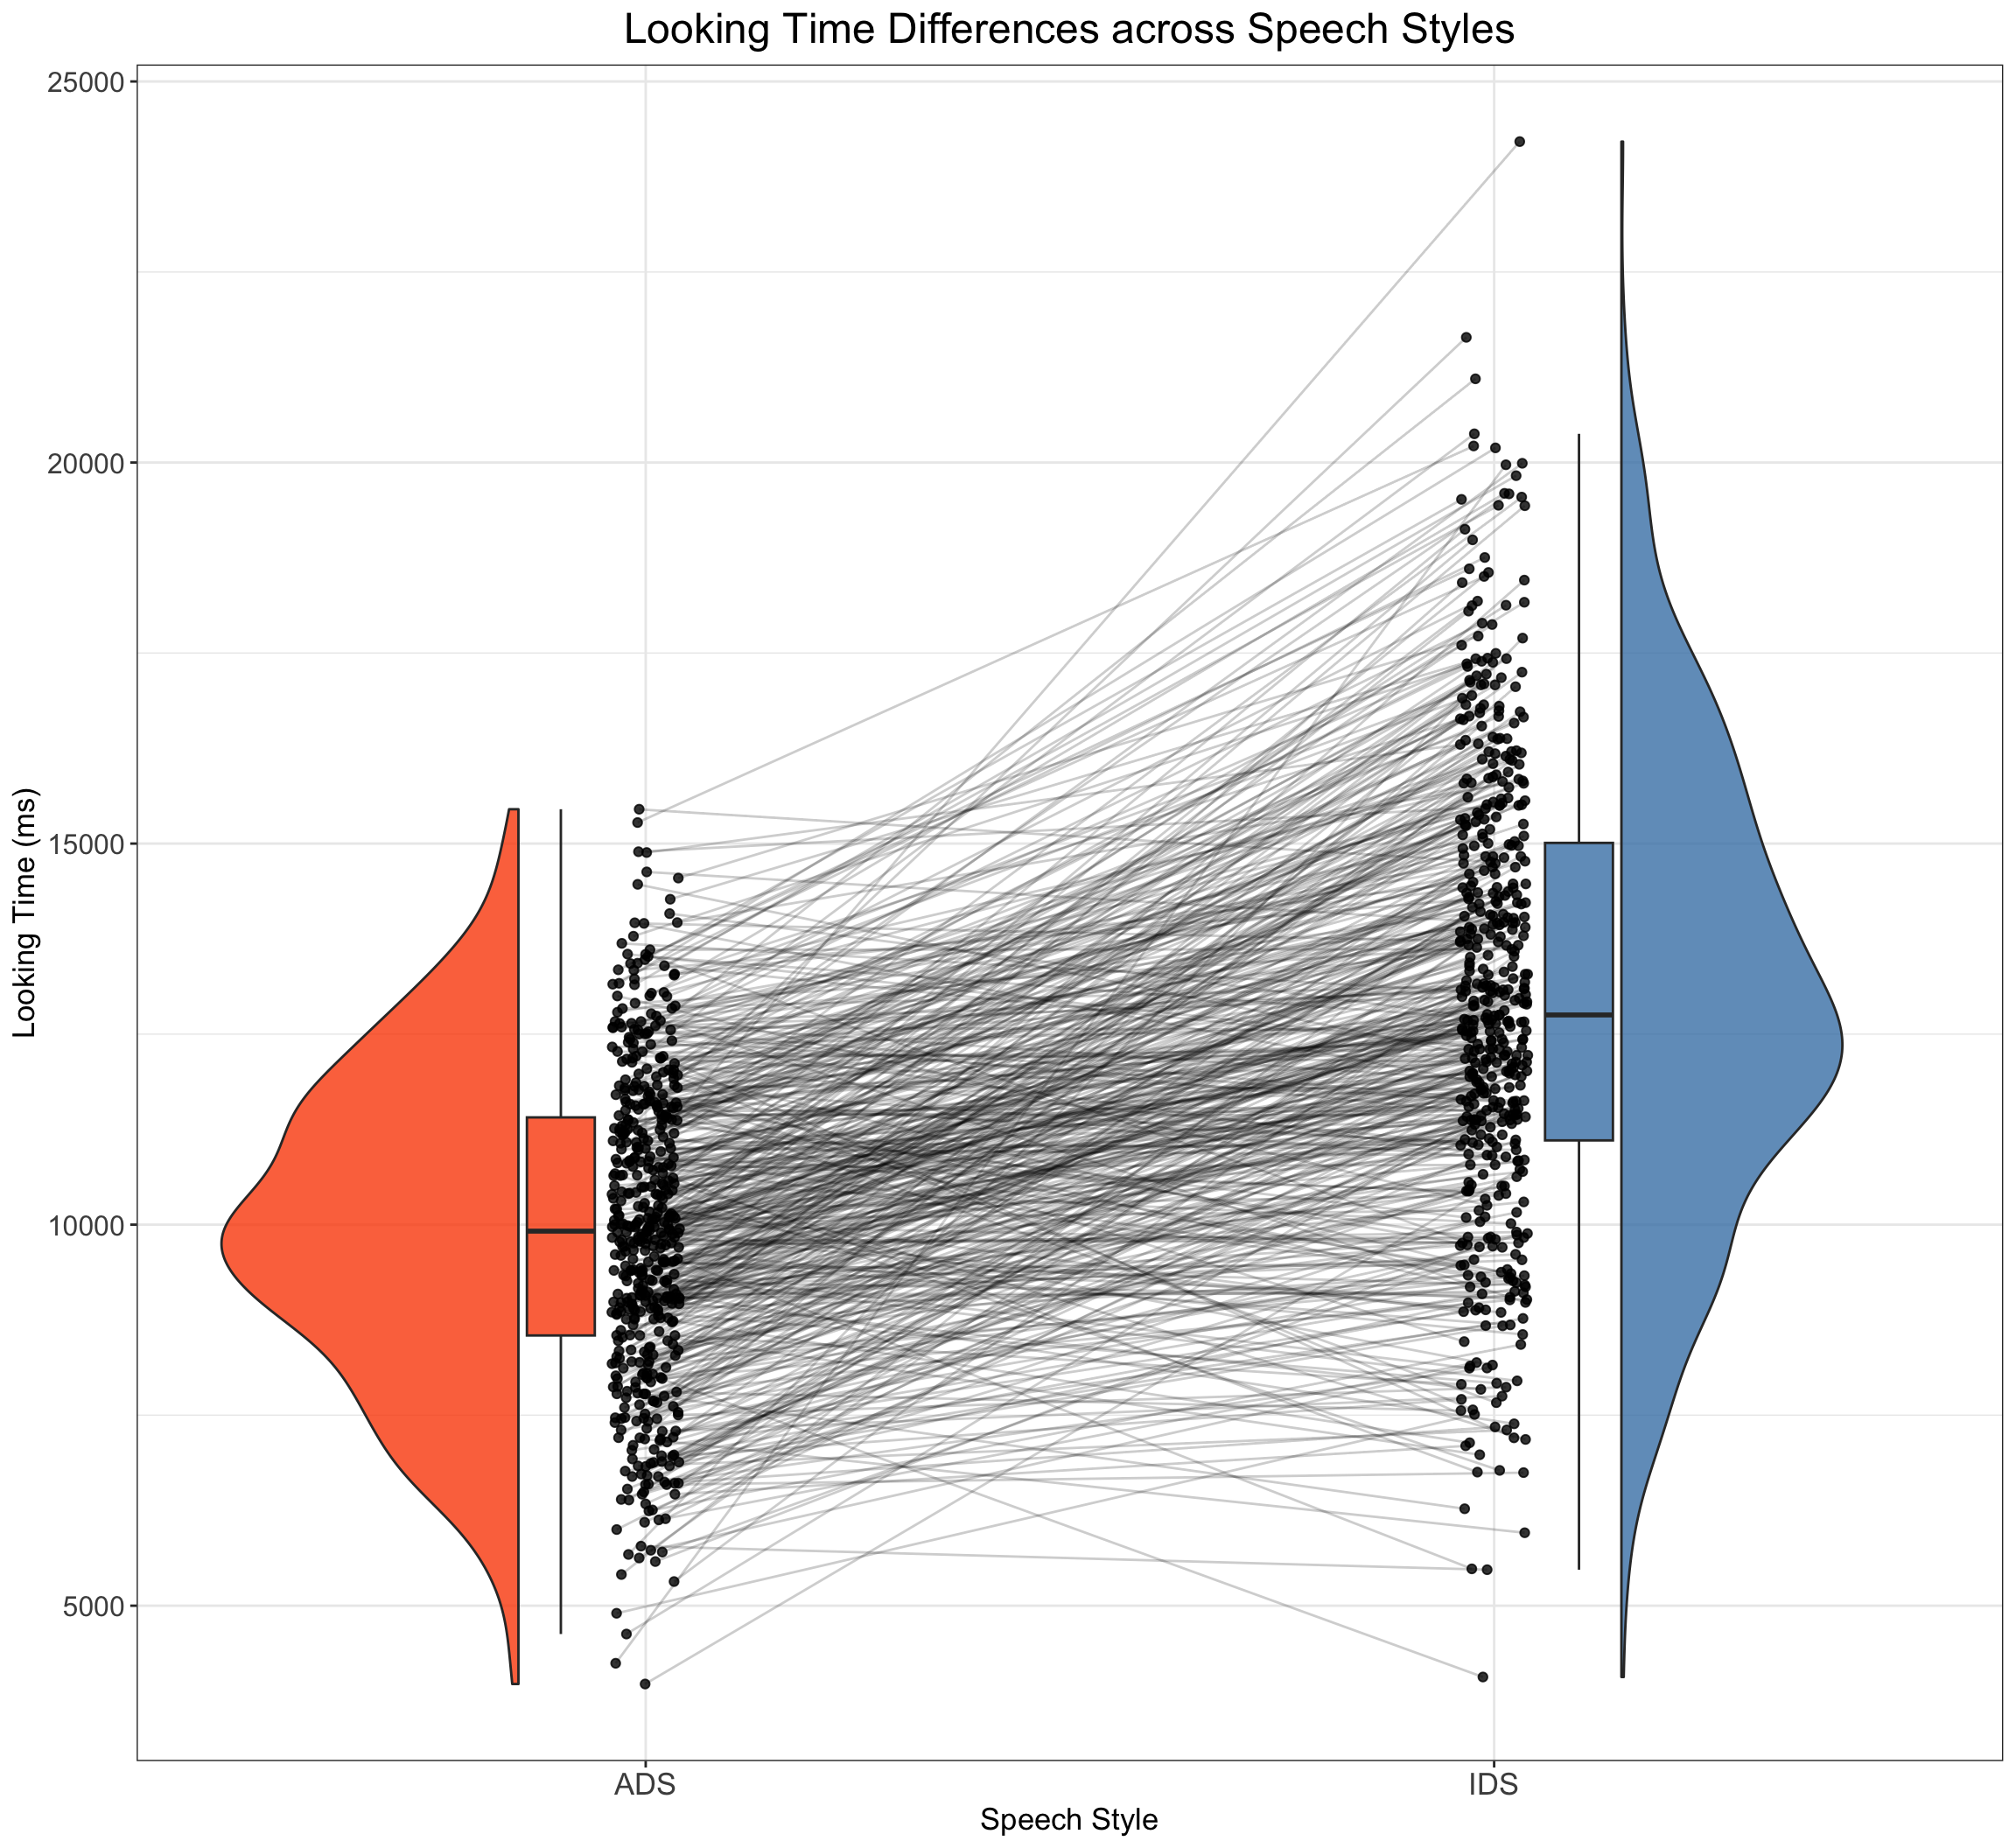 Looking Time Differences across Speech Styles
25000
20000
15000
10000
5000
Looking Time (ms)
ADS
IDS
Speech Style